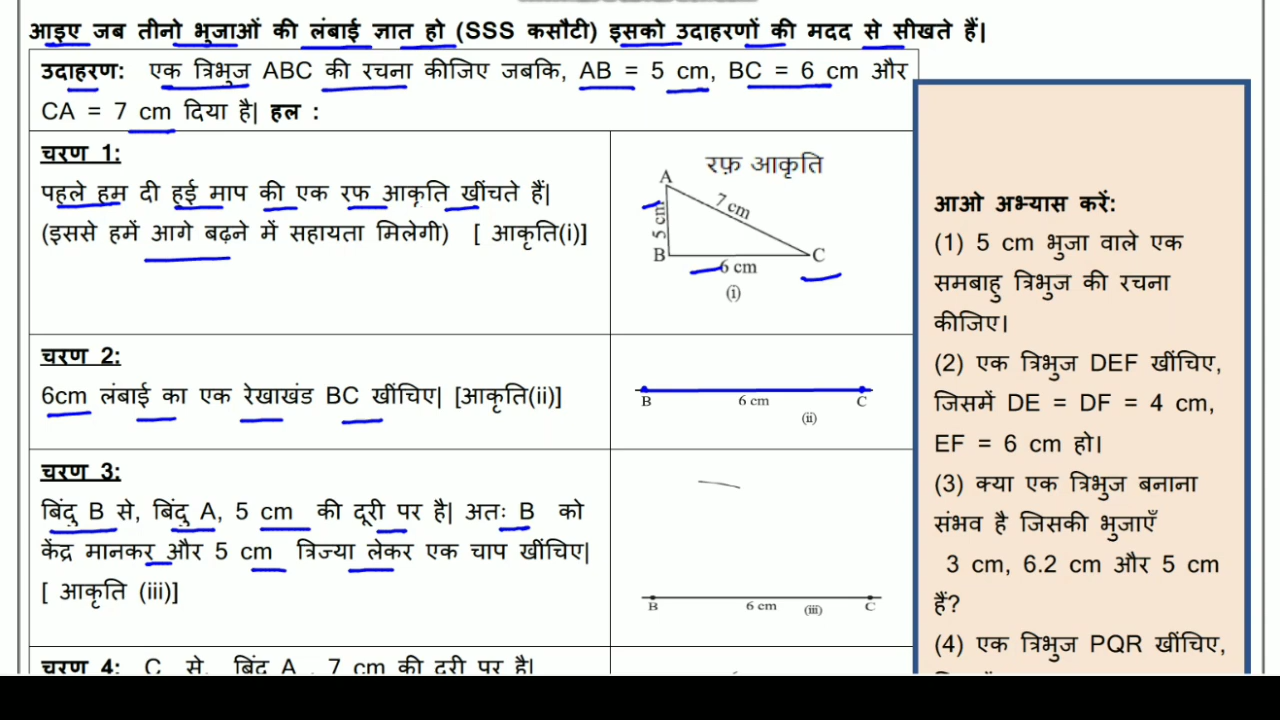 आइए जब तीनो भुजाओं की लंबाई ज्ञात हो (SSS कसौटी) इसको उदाहरणों की मदद से सीखते हैं|
उदाहरण: एक त्रिभुज ABC की रचना कीजिए जबकि, AB = 5 cm, BC = 6 cm और
CA = 7 cm दिया है| हल :
चरण 1:
पहले हम दी हुई माप की एक रफ आकृति खींचते हैं|
(इससे हमें आगे बढ़ने में सहायता मिलेगी) [ आकृति(i)]
रफ़ आकृति
A
7 cm
5 cm
B
C
6 cm
(i)
चरण 2:
6cm लंबाई का एक रेखाखंड BC खींचिए| [आकृति(ii)]
B 6 cm C
(ii)
चरण 3:
बिंदु B से, बिंदु A, 5 cm की दूरी पर है| अतः B को
केंद्र मानकर और 5 cm त्रिज्या लेकर एक चाप खींचिए|
[ आकृति (iii)]
B 6 cm (iii) C
चरण 4: C से, बिंदु A , 7 cm की दूरी पर है|
आओ अभ्यास करें:
(1) 5 cm भुजा वाले एक
समबाहु त्रिभुज की रचना
कीजिए।
(2) एक त्रिभुज DEF खींचिए,
जिसमें DE = DF = 4 cm,
EF = 6 cm हो।
(3) क्या एक त्रिभुज बनाना
संभव है जिसकी भुजाएँ
3 cm, 6.2 cm और 5 cm
हैं?
(4) एक त्रिभुज PQR खींचिए,